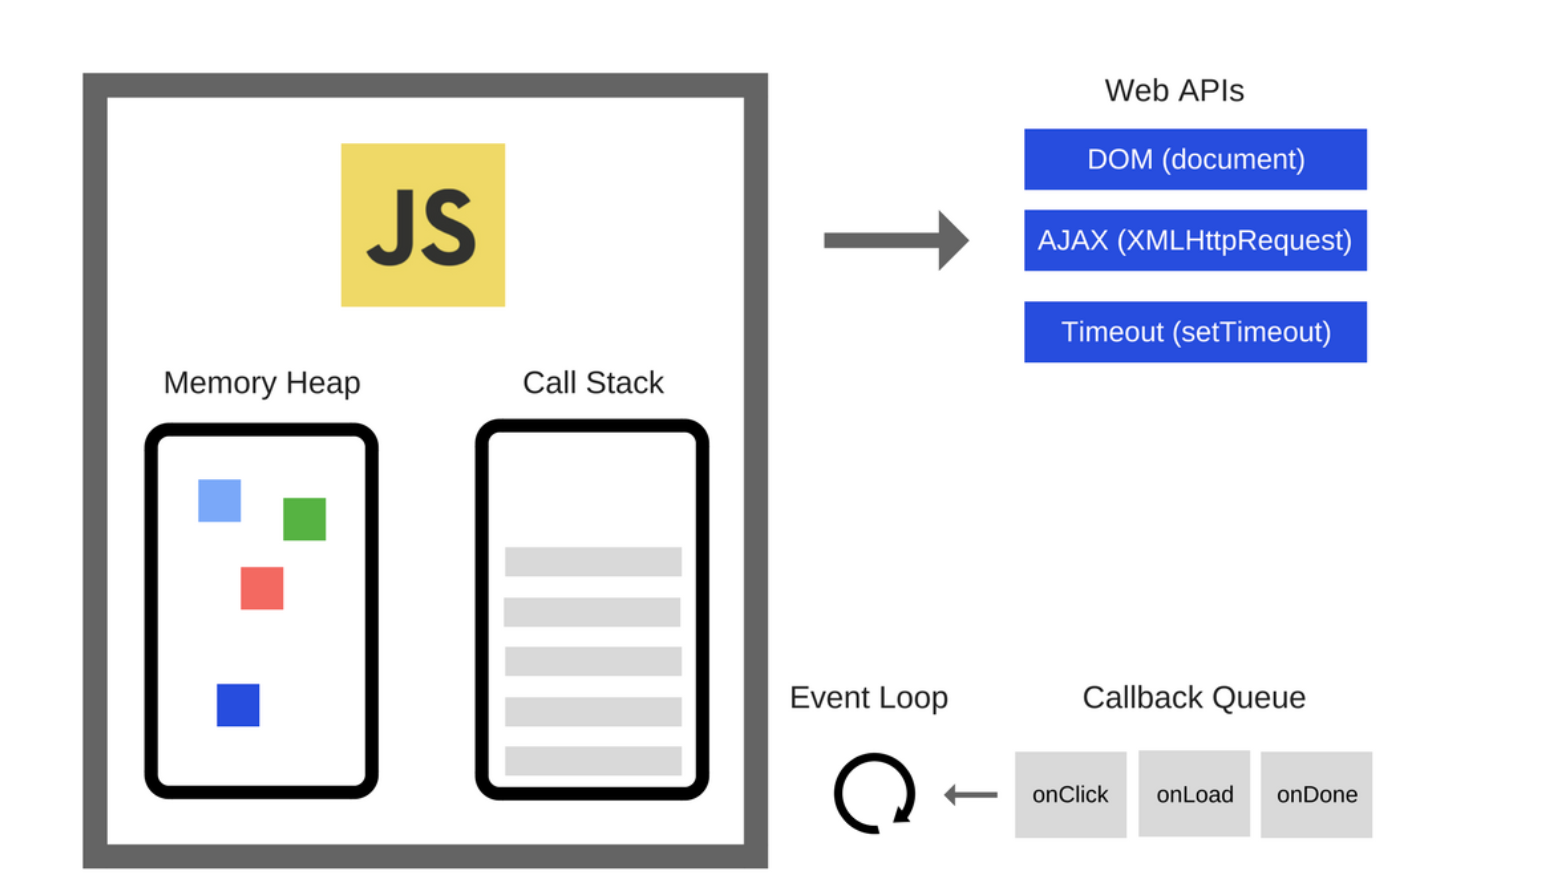 JS
Memory Heap
Call Stack
Web APIs
DOM (document)
AJAX (XMLHttpRequest)
Timeout (setTimeout)
Event Loop
Callback Queue
onClick
onLoad
onDone